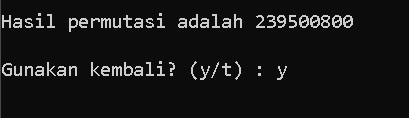 Hasil permutasi adalah 239500800
Gunakan kembali? (y/t) : y